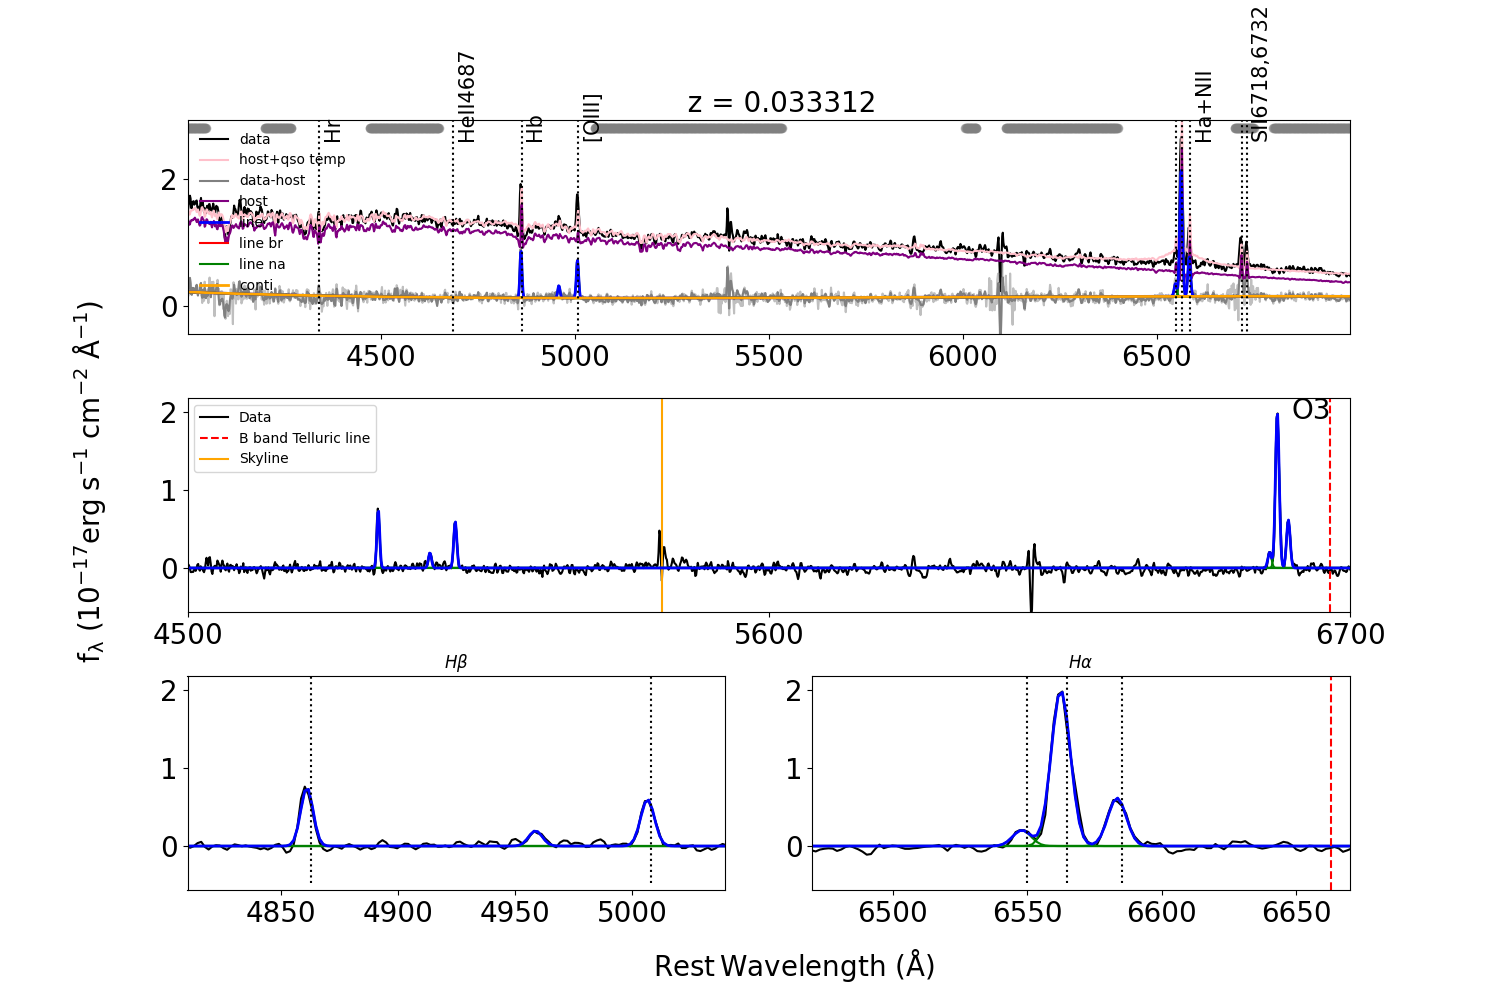 z = 0.033312
Hr
HeII4687
Hb
[OIII]
Ha+NII
SII6718,6732
data
host+qso temp
data-host
host
line
line br
line na
conti
2
0
4500 5000 5500 6000 6500
fλ (10⁻¹⁷erg s⁻¹ cm⁻² Å⁻¹)
Data
B band Telluric line
Skyline
O3
2
1
0
4500 5600 6700
Hβ
2
1
0
4850 4900 4950 5000
Hα
2
1
0
6500 6550 6600 6650
Rest Wavelength (Å)